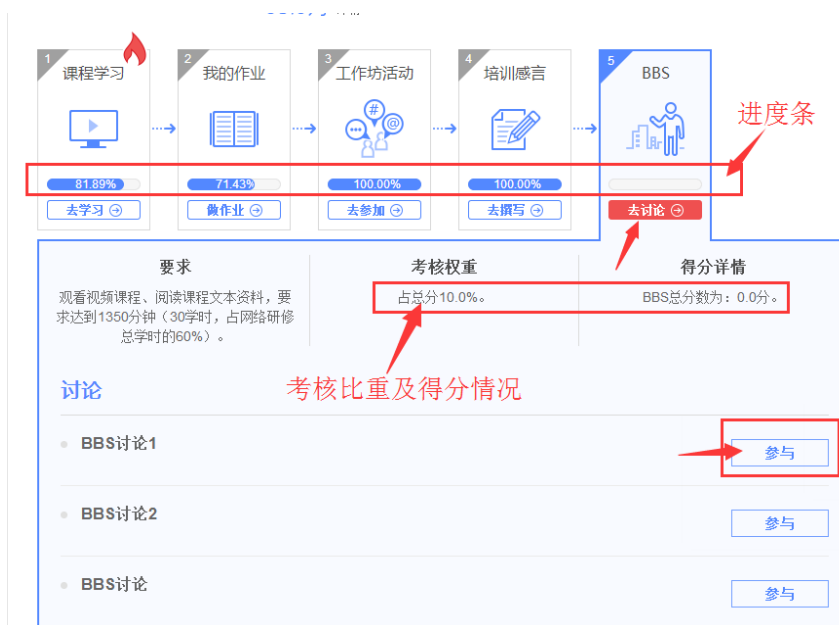 1
课程学习
2
我的作业
3
工作坊活动
4
培训感言
5
BBS
进度条
81.89%
71.43%
100.00%
100.00%
去学习
做作业
去参加
去撰写
去讨论
要求
考核权重
得分详情
观看视频课程、阅读课程文本资料，要
求达到1350分钟（30学时，占网络研修
总学时的60%）。
占总分10.0%。
BBS总分数为：0.0分。
考核比重及得分情况
讨论
BBS讨论1
参与
BBS讨论2
参与
BBS讨论
参与